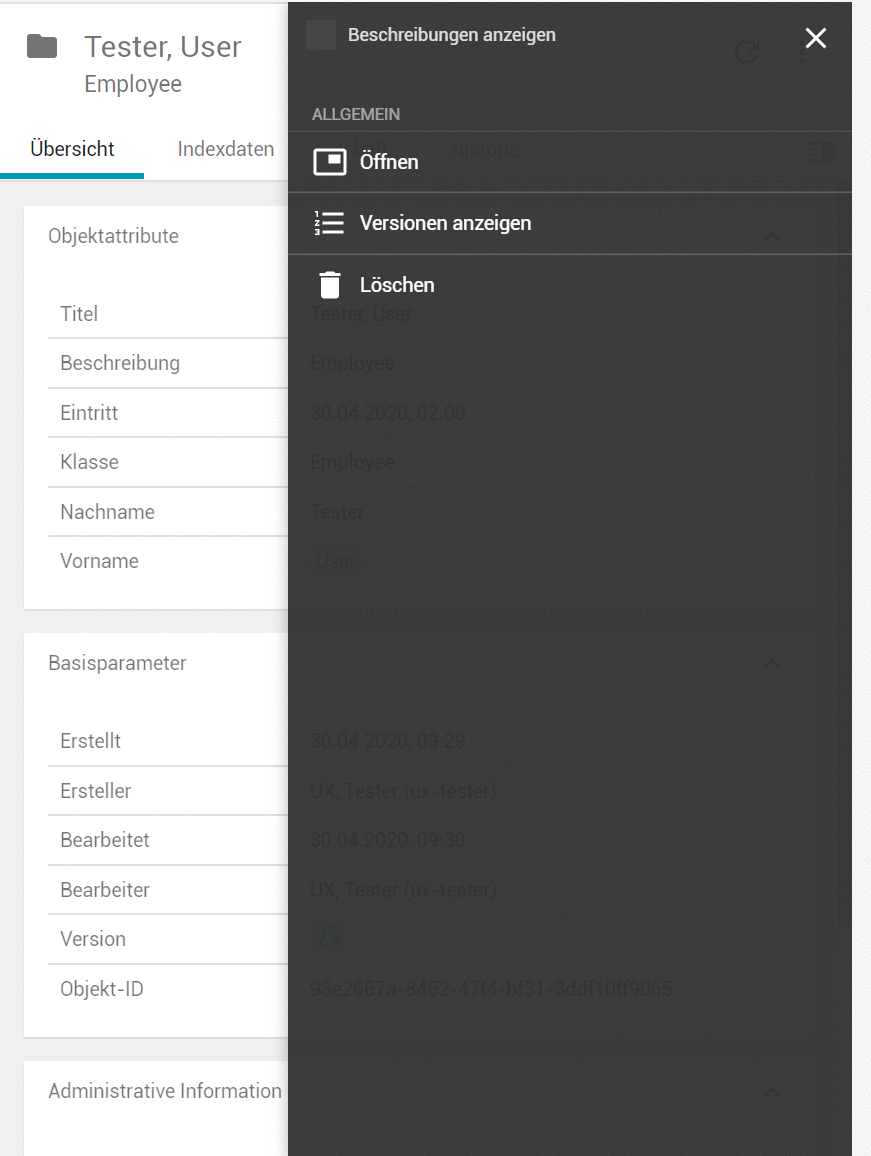 Tester, User
Employee
Beschreibungen anzeigen
ALLGEMEIN
Übersicht Indexdaten Historie
Öffnen
Versionen anzeigen
Löschen
Objektattribute
Titel Tester, User
Beschreibung Employee
Eintritt 30.04.2020, 02:00
Klasse Employee
Nachname Tester
Vorname User
Basisparameter
Erstellt 30.04.2020, 09:29
Ersteller UX, Tester (ux-tester)
Bearbeitet 30.04.2020, 09:30
Bearbeiter UX, Tester (ux-tester)
Version 2 »
Objekt-ID 93e2667a-8462-47f4-bf31-3ddf10ff9065
Administrative Information